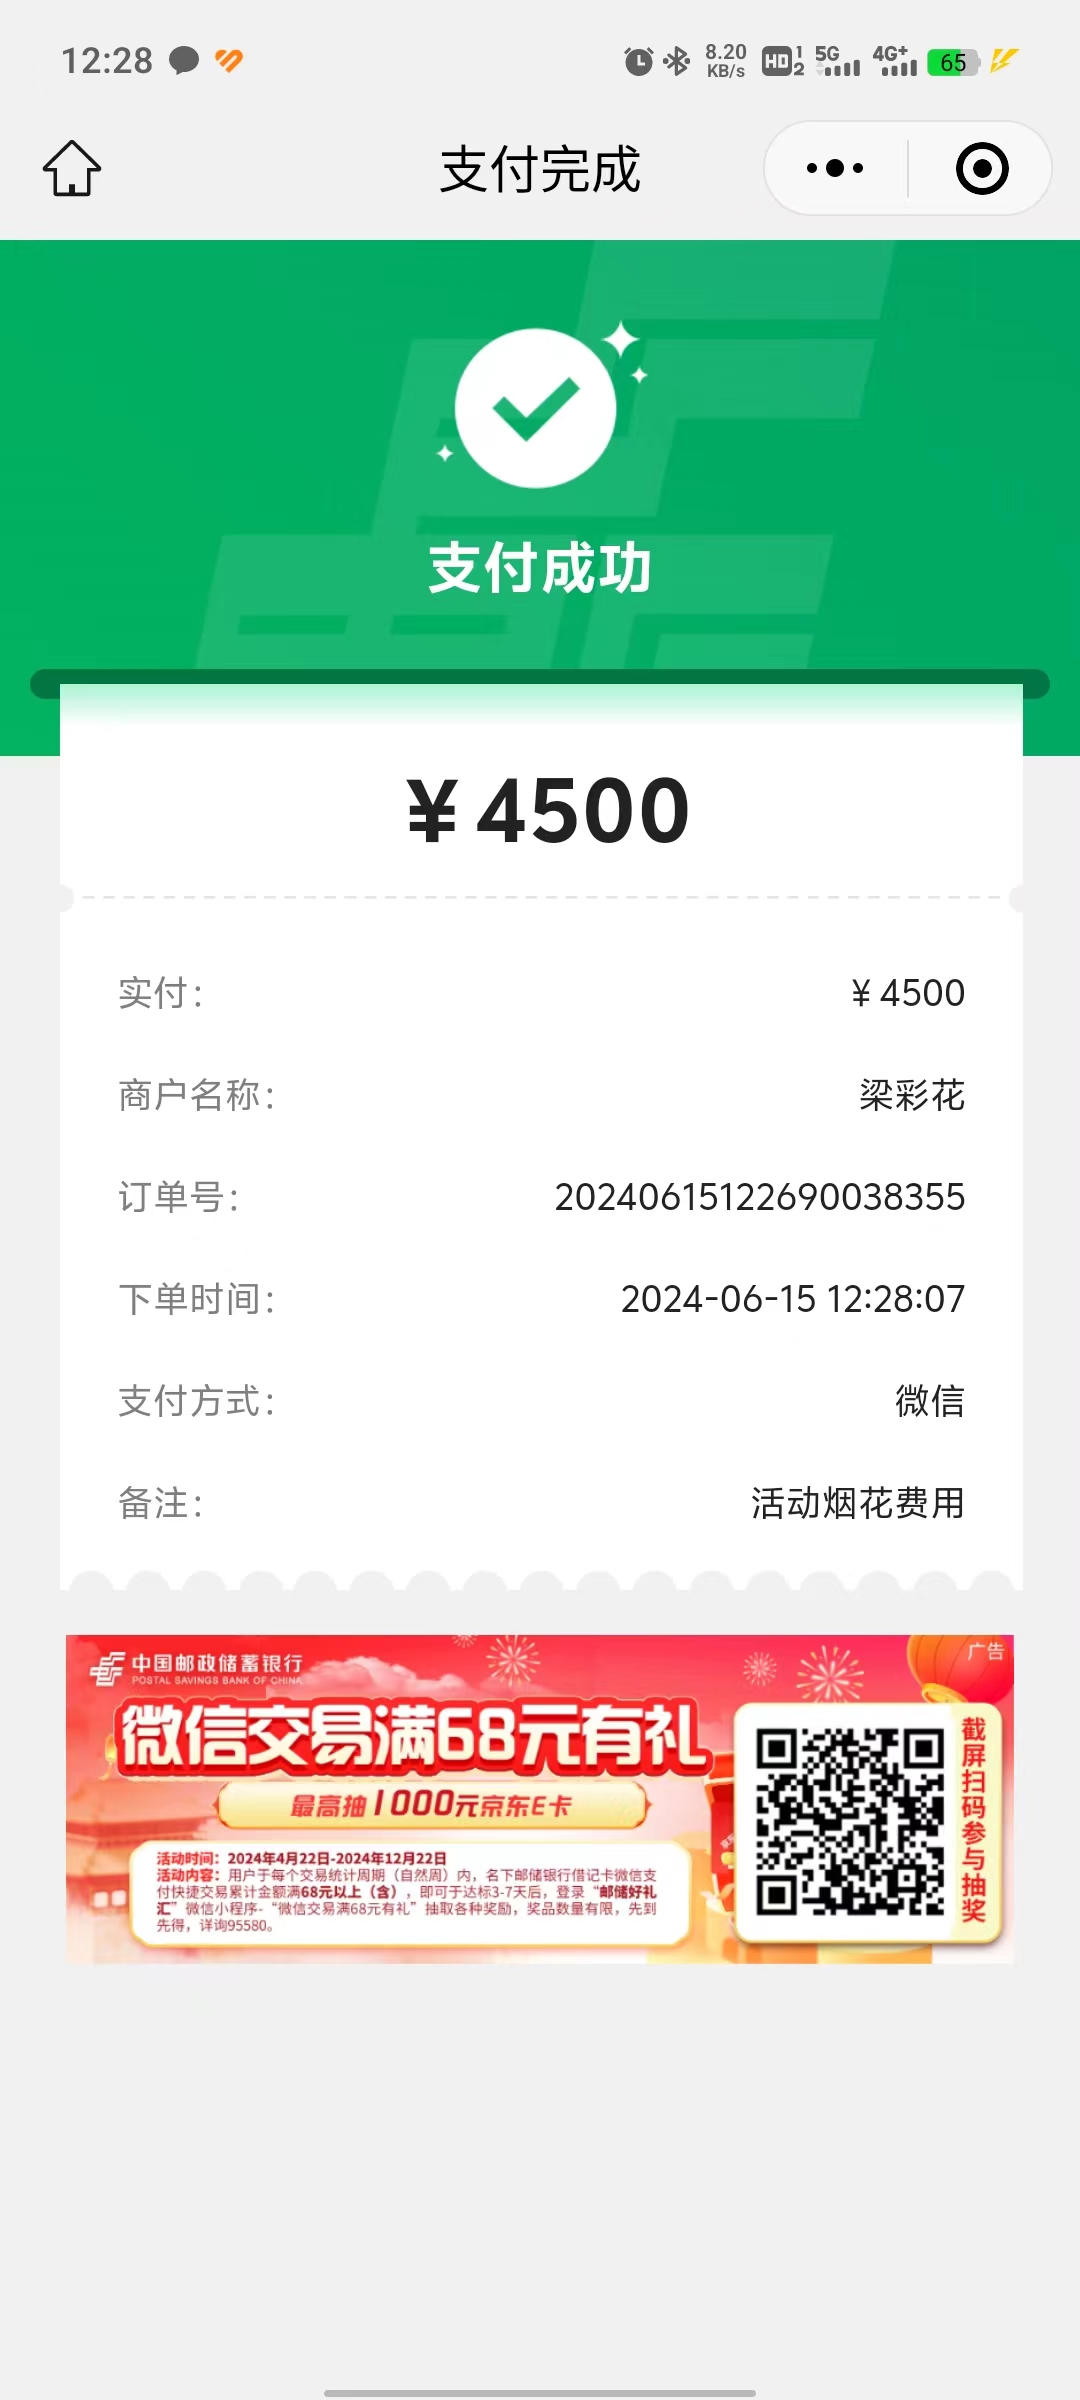 12:28
8.20 KB/s HD 1 2 5G 4G+ 65
支付完成
支付成功
¥ 4500
实付： ¥ 4500
商户名称： 梁彩花
订单号： 20240615122690038355
下单时间： 2024-06-15 12:28:07
支付方式： 微信
备注： 活动烟花费用
中国邮政储蓄银行
POSTAL SAVINGS BANK OF CHINA
广告
微信交易满68元有礼
最高抽1000元京东E卡
活动时间：2024年4月22日-2024年12月22日
活动内容：用户于每个交易统计周期（自然周）内，名下邮储银行借记卡微信支
付快捷交易累计金额满68元以上（含），即可于达标3-7天后，登录“邮储好礼
汇”微信小程序-“微信交易满68元有礼”抽取各种奖励，奖品数量有限，先到
先得，详询95580。
截屏扫码参与抽奖